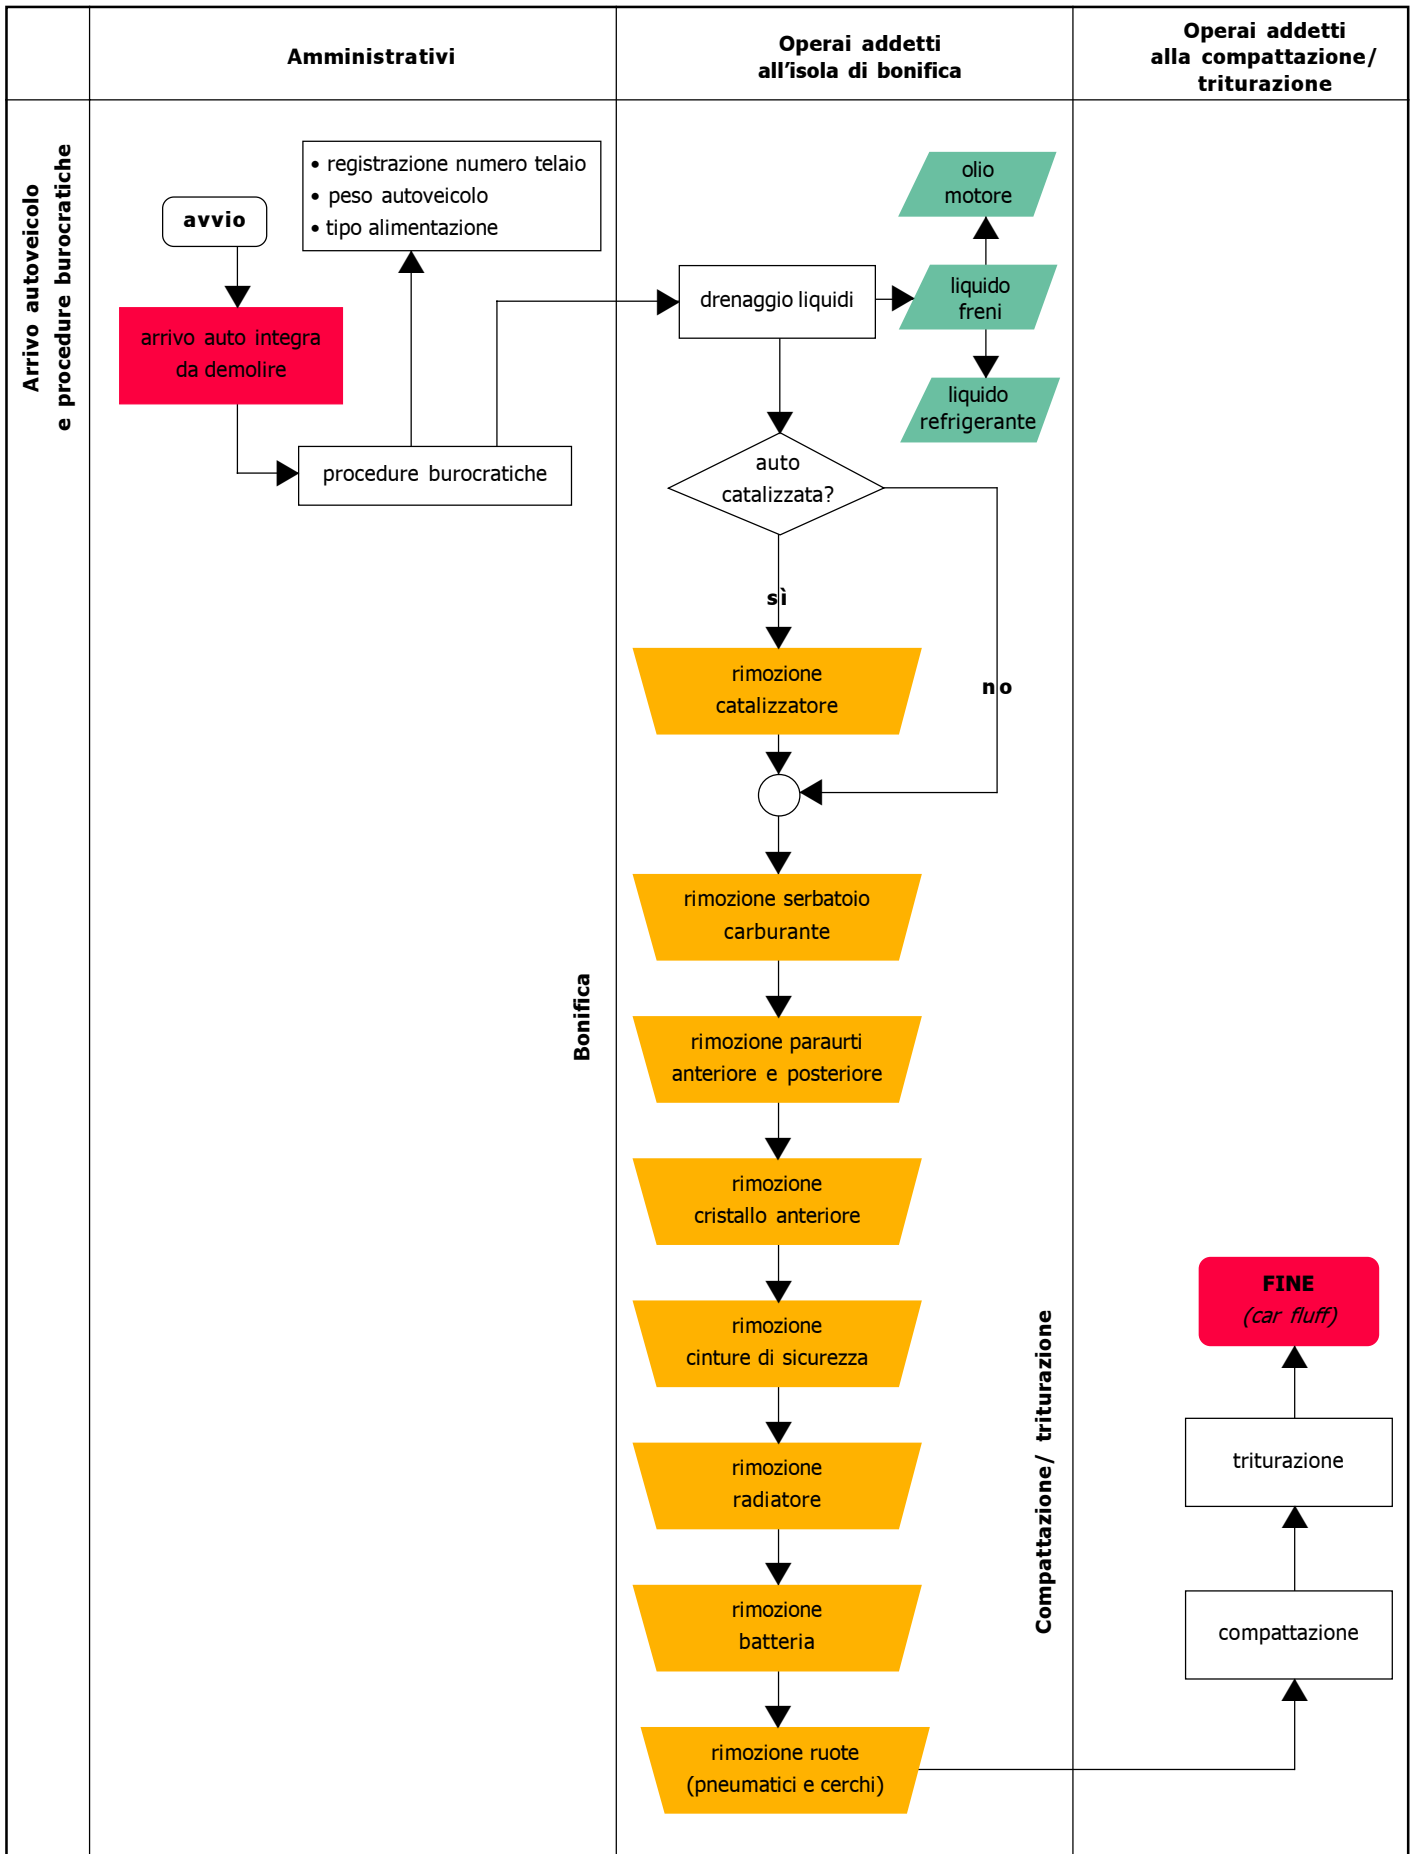 Amministrativi
Operai addetti
all'isola di bonifica
Operai addetti
alla compattazione/
triturazione
Arrivo autoveicolo
e procedure burocratiche
avvio
• registrazione numero telaio
• peso autoveicolo
• tipo alimentazione
arrivo auto integra
da demolire
procedure burocratiche
drenaggio liquidi
olio
motore
liquido
freni
liquido
refrigerante
auto
catalizzata?
sì
no
rimozione
catalizzatore
Bonifica
rimozione serbatoio
carburante
rimozione paraurti
anteriore e posteriore
rimozione
cristallo anteriore
rimozione
cinture di sicurezza
rimozione
radiatore
rimozione
batteria
rimozione ruote
(pneumatici e cerchi)
Compattazione/ triturazione
FINE
(car fluff)
triturazione
compattazione